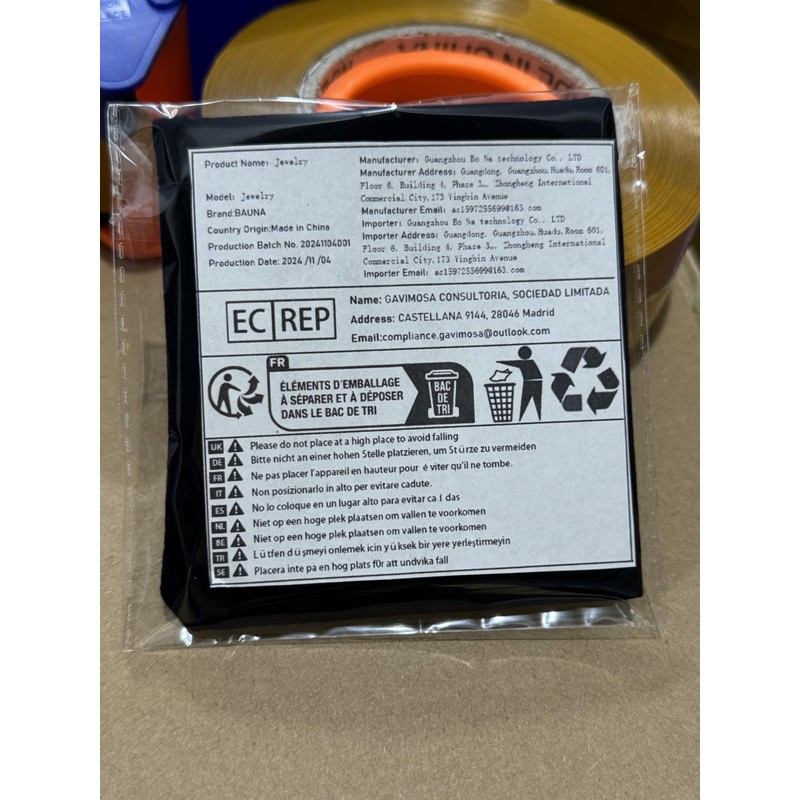 Product Name: Jewelry
Model: Jewelry
Brand:BAUNA
Country Origin:Made in China
Production Batch No. 20241104001
Production Date: 2024 /11 /04
Manufacturer: Guangzhou Bo Na technology Co., LTD
Manufacturer Address: Guangdong, Guangzhou,Huadu,Room 601,
Floor 6, Building 4, Phase 3,, Zhongheng International
Commercial City,173 Yingbin Avenue
Manufacturer Email: ac15972556990163.com
Importer: Guangzhou Bo Na technology Co., LTD
Importer Address: Guangdong, Guangzhou,Huadu,Room 601,
Floor 6, Building 4, Phase 3,, Zhongheng International
Commercial City,173 Yingbin Avenue
Importer Email: ac1597255699@163.com
EC REP
Name: GAVIMOSA CONSULTORIA, SOCIEDAD LIMITADA
Address: CASTELLANA 9144, 28046 Madrid
Email:compliance.gavimosa@outlook.com
FR
ÉLÉMENTS D'EMBALLAGE
À SÉPARER ET À DÉPOSER
DANS LE BAC DE TRI
BAC
DE
TRI
UK Please do not place at a high place to avoid falling
DE Bitte nicht an einer hohen Stelle platzieren, um St ürze zu vermeiden
FR Ne pas placer l'appareil en hauteur pour é viter qu'il ne tombe.
IT Non posizionarlo in alto per evitare cadute.
ES No lo coloque en un lugar alto para evitar ca í das
NL Niet op een hoge plek plaatsen om vallen te voorkomen
BE Niet op een hoge plek plaatsen om vallen te voorkomen
TR L ü tfen d ü şmeyi onlemek icin y ü ksek bir yere yerleştirmeyin
SE Placera inte pa en hog plats för att undvika fall